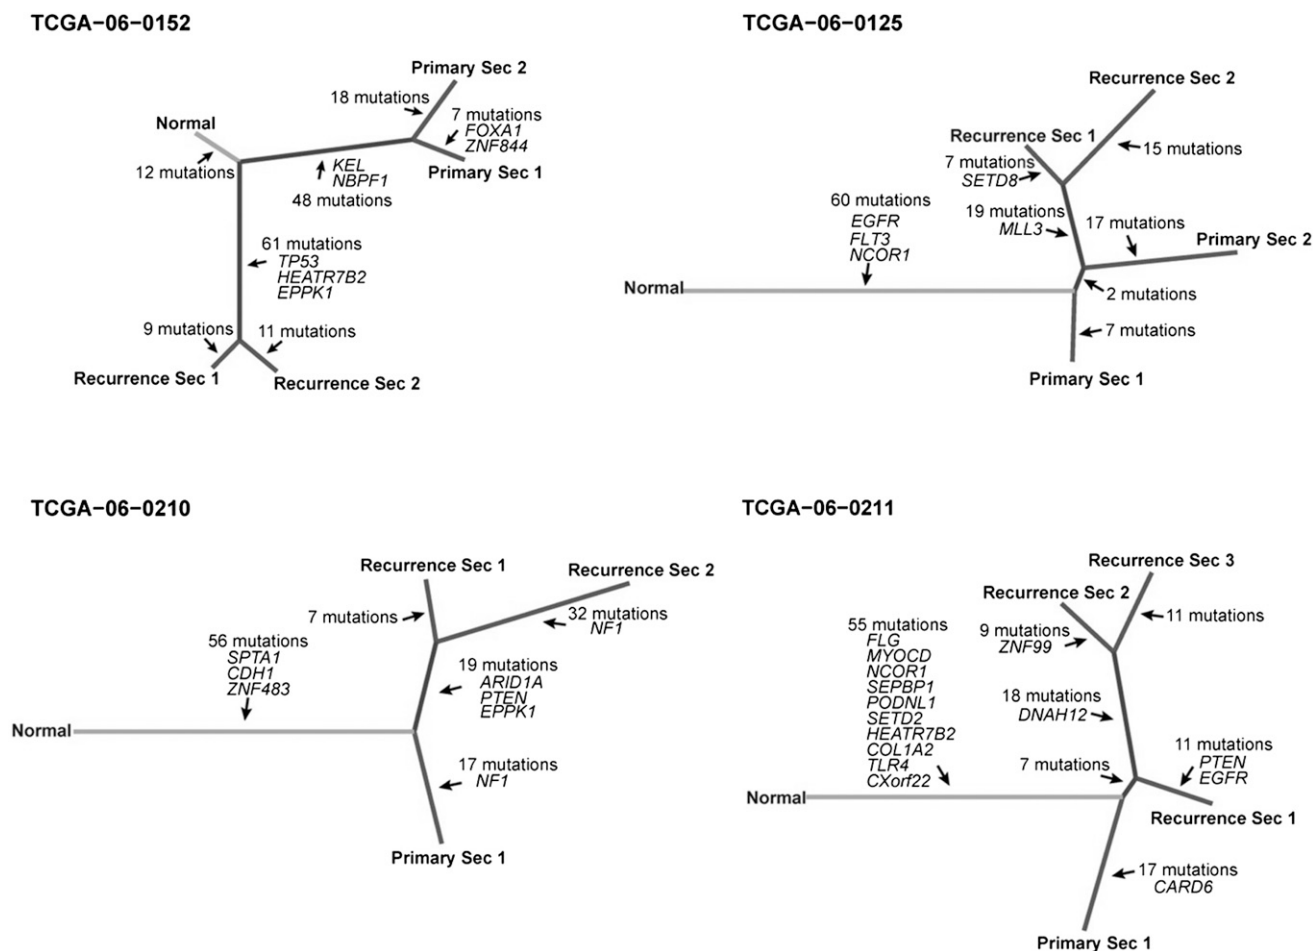 TCGA−06−0152
Primary Sec 2
18 mutations
7 mutations
FOXA1
ZNF844
Normal
Primary Sec 1
12 mutations
KEL
NBPF1
48 mutations
61 mutations
TP53
HEATR7B2
EPPK1
9 mutations
11 mutations
Recurrence Sec 1
Recurrence Sec 2
TCGA−06−0125
Recurrence Sec 2
Recurrence Sec 1
15 mutations
7 mutations
SETD8
60 mutations
EGFR
FLT3
NCOR1
19 mutations
MLL3
17 mutations
Primary Sec 2
Normal
2 mutations
7 mutations
Primary Sec 1
TCGA−06−0210
Recurrence Sec 1
Recurrence Sec 2
7 mutations
32 mutations
NF1
56 mutations
SPTA1
CDH1
ZNF483
19 mutations
ARID1A
PTEN
EPPK1
Normal
17 mutations
NF1
Primary Sec 1
TCGA−06−0211
Recurrence Sec 3
Recurrence Sec 2
11 mutations
9 mutations
ZNF99
55 mutations
FLG
MYOCD
NCOR1
SEPBP1
PODNL1
SETD2
HEATR7B2
COL1A2
TLR4
CXorf22
18 mutations
DNAH12
11 mutations
PTEN
EGFR
7 mutations
Normal
Recurrence Sec 1
17 mutations
CARD6
Primary Sec 1